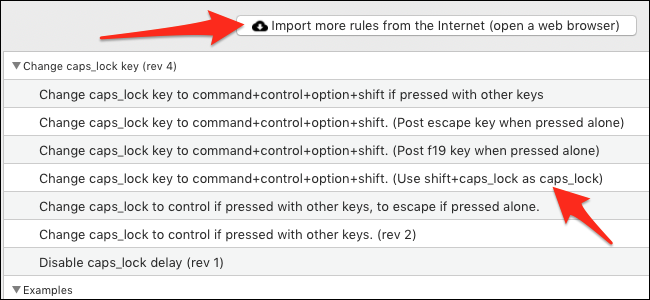 Import more rules from the Internet (open a web browser)
Change caps_lock key (rev 4)
Change caps_lock key to command+control+option+shift if pressed with other keys
Change caps_lock key to command+control+option+shift. (Post escape key when pressed alone)
Change caps_lock key to command+control+option+shift. (Post f19 key when pressed alone)
Change caps_lock key to command+control+option+shift. (Use shift+caps_lock as caps_lock)
Change caps_lock to control if pressed with other keys, to escape if pressed alone.
Change caps_lock to control if pressed with other keys. (rev 2)
Disable caps_lock delay (rev 1)
Examples